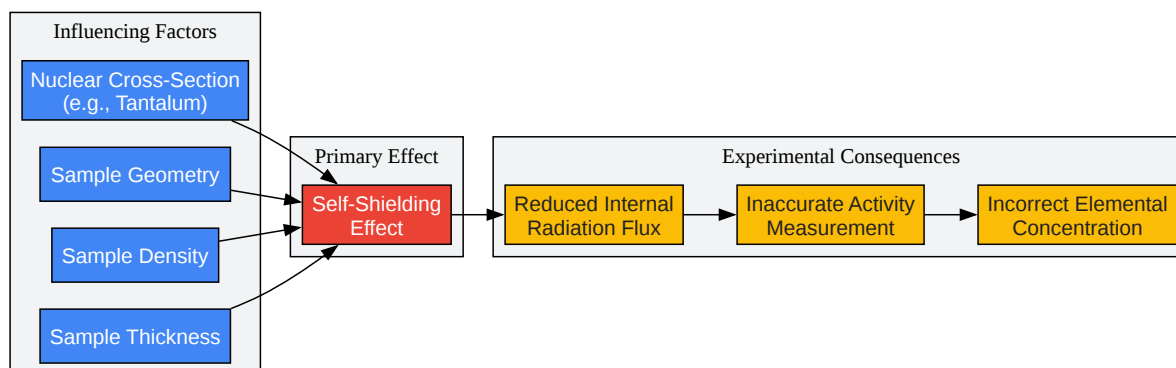 Influencing Factors
Nuclear Cross-Section
(e.g., Tantalum)
Sample Geometry
Sample Density
Sample Thickness
Primary Effect
Self-Shielding
Effect
Experimental Consequences
Reduced Internal
Radiation Flux
Inaccurate Activity
Measurement
Incorrect Elemental
Concentration